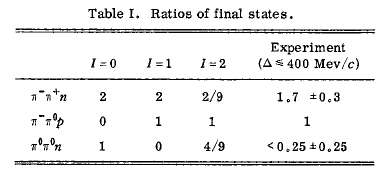 Table I. Ratios of final states.
Experiment
I = 0 I = 1 I = 2 (Δ ≤ 400 Mev/c)
π⁻π⁺n 2 2 2/9 1.7 ±0.3
π⁻π⁰p 0 1 1 1
π⁰π⁰n 1 0 4/9 <0.25 ±0.25